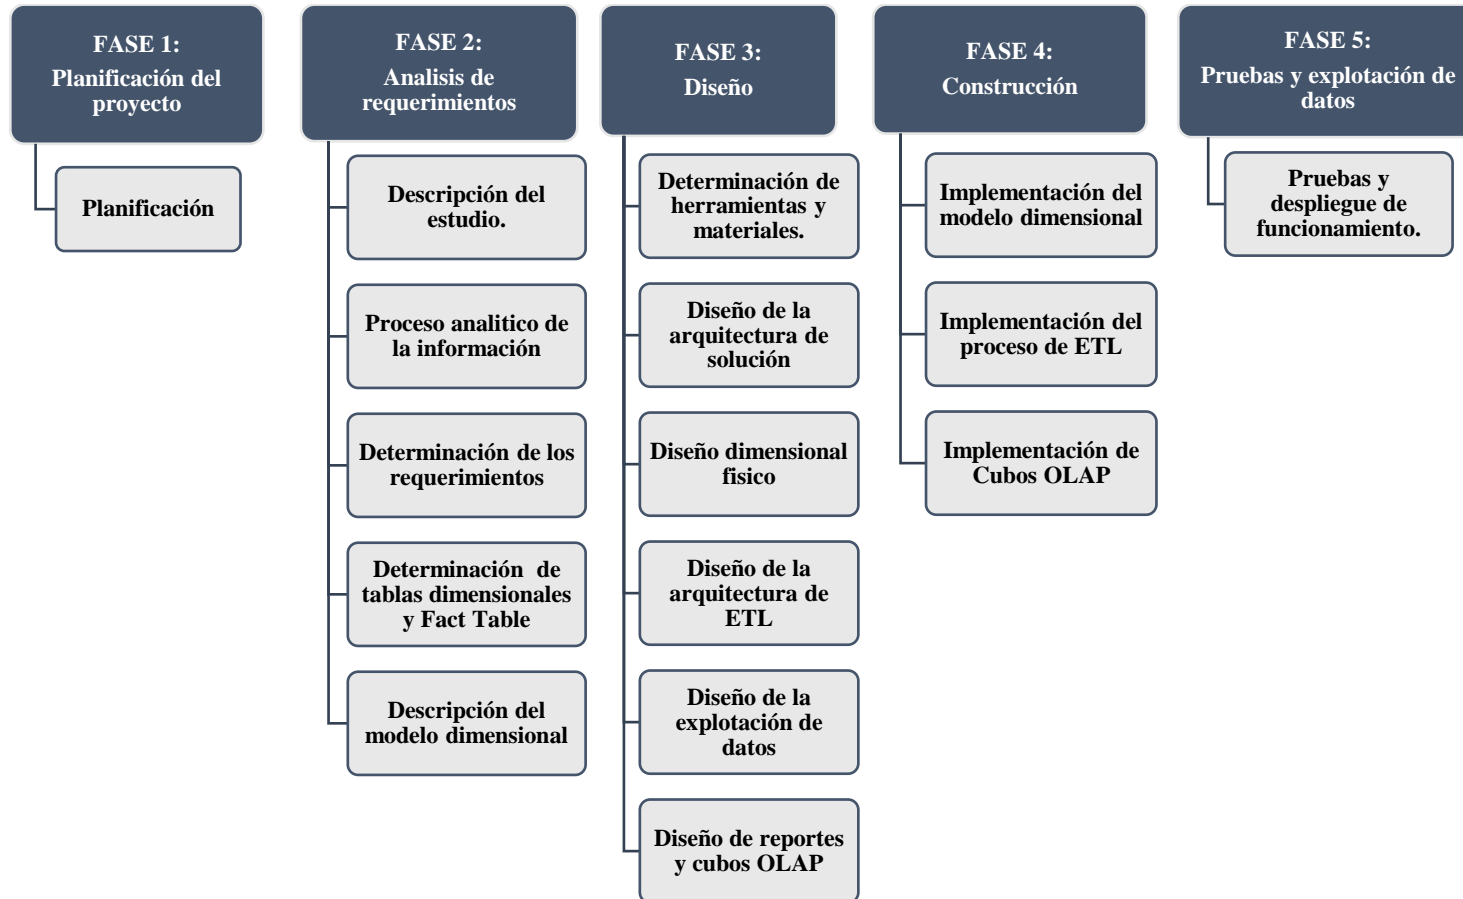 FASE 1:
Planificación del
proyecto
Planificación
FASE 2:
Analisis de
requerimientos
Descripción del
estudio.
Proceso analitico de
la información
Determinación de los
requerimientos
Determinación  de
tablas dimensionales
y Fact Table
Descripción del
modelo dimensional
FASE 3:
Diseño
Determinación de
herramientas y
materiales.
Diseño de la
arquitectura de
solución
Diseño dimensional
fisico
Diseño de la
arquitectura de
ETL
Diseño de la
explotación de
datos
Diseño de reportes
y cubos OLAP
FASE 4:
Construcción
Implementación del
modelo dimensional
Implementación del
proceso de ETL
Implementación de
Cubos OLAP
FASE 5:
Pruebas y explotación de
datos
Pruebas y
despliegue de
funcionamiento.